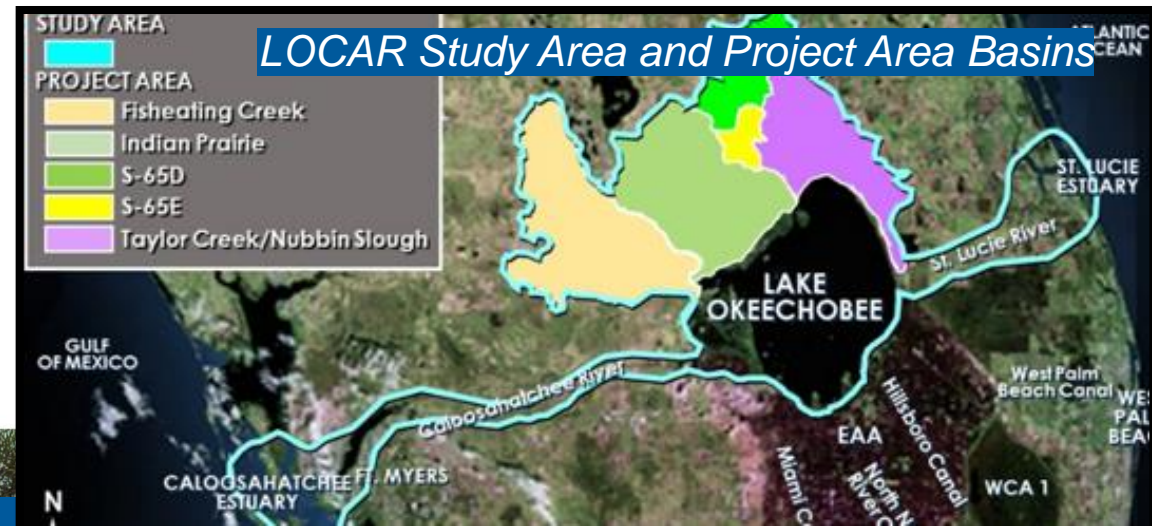 STUDY AREA
LOCAR Study Area and Project Area Basins
PROJECT AREA
Fisheating Creek
Indian Prairie
S-65D
S-65E
Taylor Creek/Nubbin Slough
ST. LUCIE
ESTUARY
St. Lucie River
LAKE
OKEECHOBEE
GULF
OF MEXICO
Caloosahatchee River
West Palm
Beach Canal
Hillsboro Canal
EAA
CALOOSAHATCHEE
ESTUARY
FT. MYERS
WCA 1
N